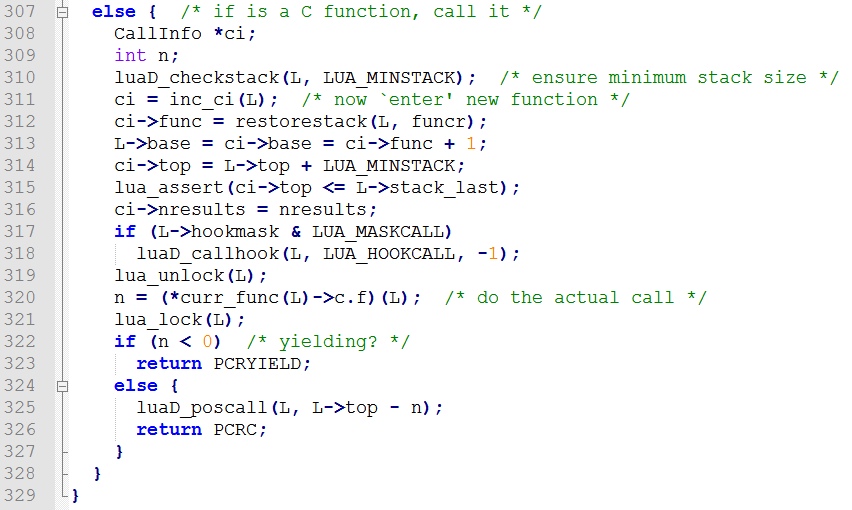 307 else { /* if is a C function, call it */
308 CallInfo *ci;
309 int n;
310 luaD_checkstack(L, LUA_MINSTACK); /* ensure minimum stack size */
311 ci = inc_ci(L); /* now `enter' new function */
312 ci->func = restorestack(L, funcr);
313 L->base = ci->base = ci->func + 1;
314 ci->top = L->top + LUA_MINSTACK;
315 lua_assert(ci->top <= L->stack_last);
316 ci->nresults = nresults;
317 if (L->hookmask & LUA_MASKCALL)
318 luaD_callhook(L, LUA_HOOKCALL, -1);
319 lua_unlock(L);
320 n = (*curr_func(L)->c.f)(L); /* do the actual call */
321 lua_lock(L);
322 if (n < 0) /* yielding? */
323 return PCRYIELD;
324 else {
325 luaD_poscall(L, L->top - n);
326 return PCRC;
327 }
328 }
329 }